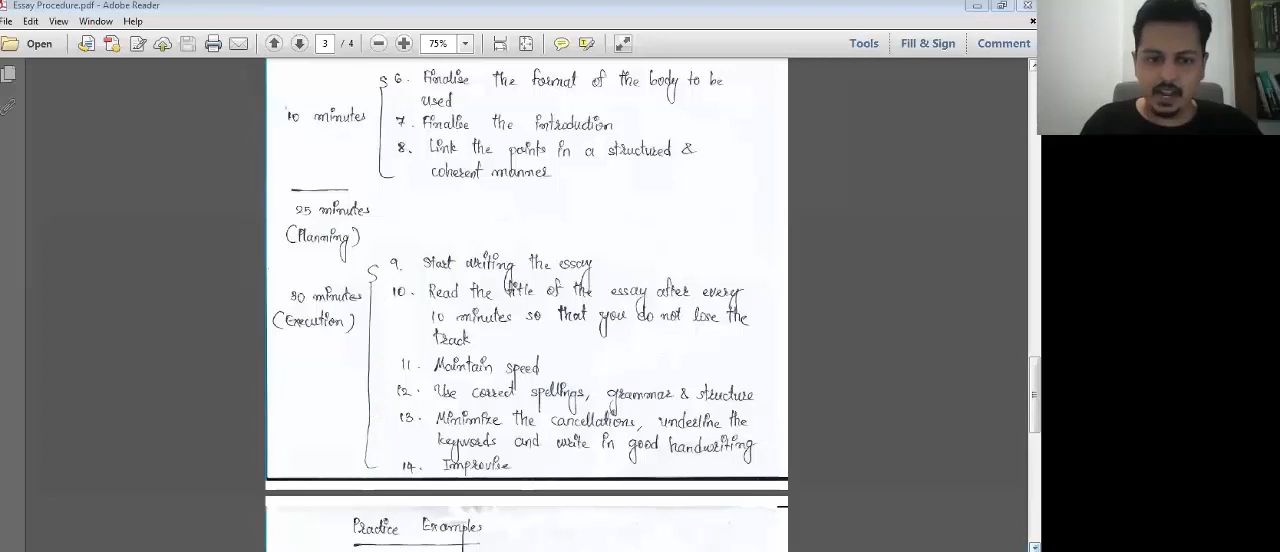 Essay Procedure.pdf - Adobe Reader
File Edit View Window Help
Open 3 / 4 75% Tools Fill & Sign Comment
6. Finalise the format of the body to be
used
10 minutes
7. Finalise the introduction
8. Link the points in a structured &
coherent manner
25 minutes
(Planning)
9. Start writing the essay
90 minutes
(Execution)
10. Read the title of the essay after every
10 minutes so that you do not lose the
track
11. Maintain speed
12. Use correct spellings, grammar & structure
13. Minimize the cancellations, underline the
keywords and write in good handwriting
14. Improvise
Practice Examples